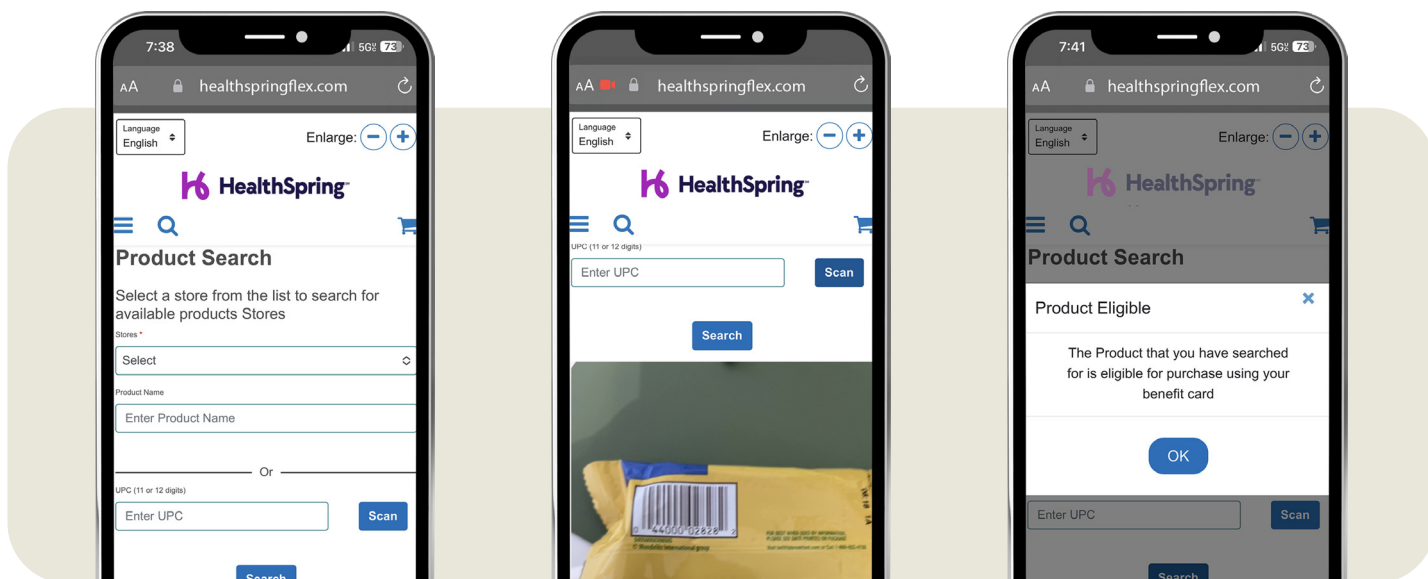 7:38
5G 73
AA healthspringflex.com
Language
English
Enlarge: − +
HealthSpring
Product Search
Select a store from the list to search for
available products Stores
Stores *
Select
Product Name
Enter Product Name
Or
UPC (11 or 12 digits)
Enter UPC
Scan
Search
AA healthspringflex.com
Language
English
Enlarge: − +
HealthSpring
UPC (11 or 12 digits)
Enter UPC
Scan
Search
0 44000 02828 2
7:41
5G 73
AA healthspringflex.com
Language
English
Enlarge: − +
HealthSpring
Product Search
Product Eligible
The Product that you have searched
for is eligible for purchase using your
benefit card
OK
Enter UPC
Scan
Search